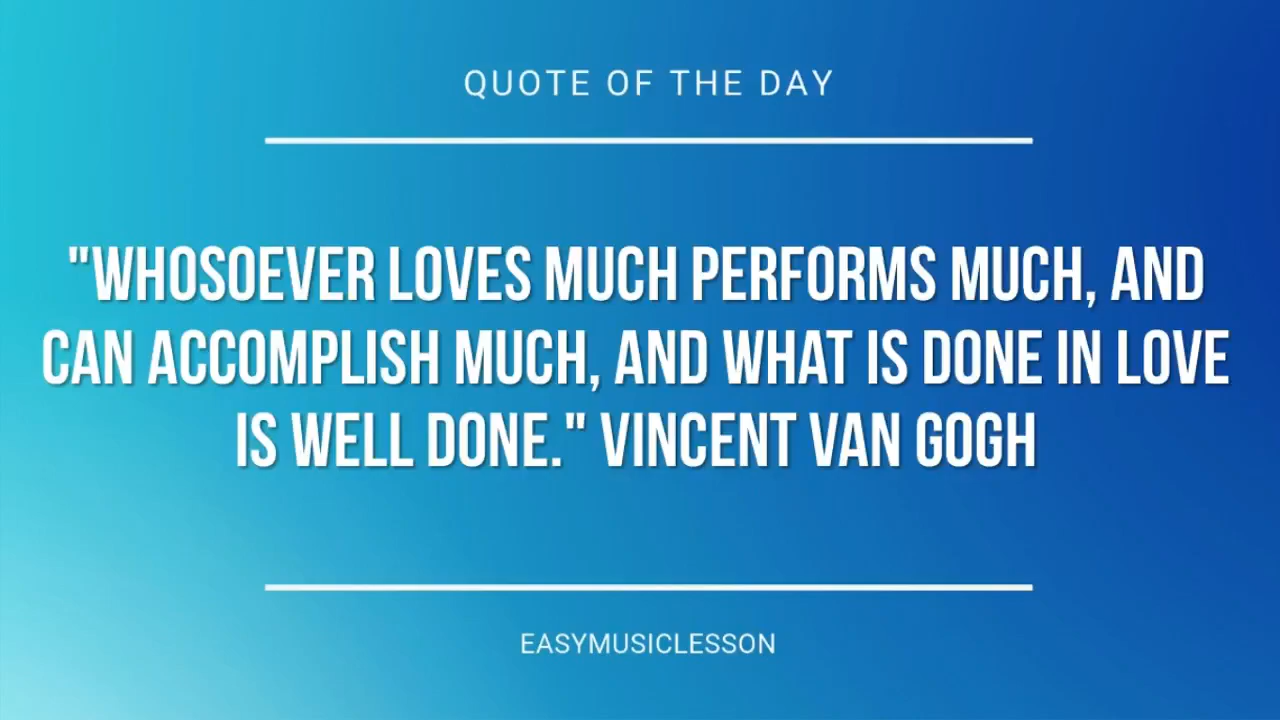 QUOTE OF THE DAY
"WHOSOEVER LOVES MUCH PERFORMS MUCH, AND
CAN ACCOMPLISH MUCH, AND WHAT IS DONE IN LOVE
IS WELL DONE." VINCENT VAN GOGH
EASYMUSICLESSON